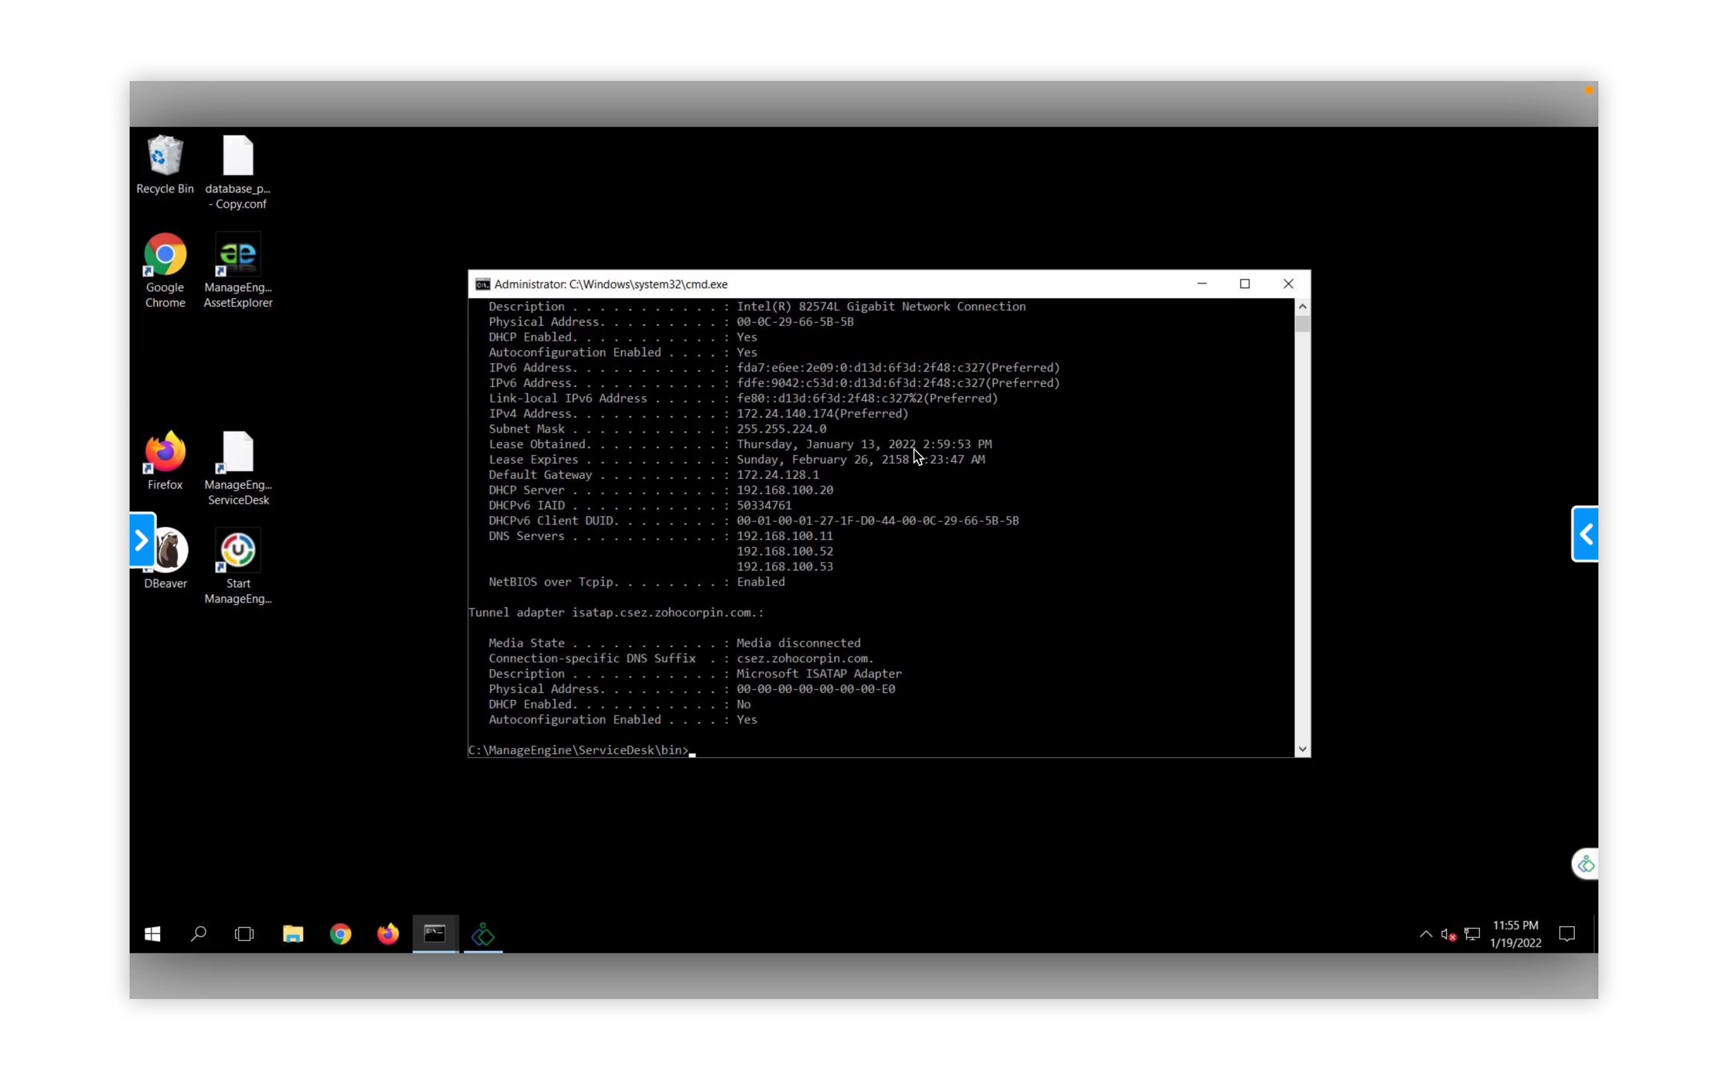 Recycle Bin
database_p...
- Copy.conf
Google
Chrome
ManageEng...
AssetExplorer
Firefox
ManageEng...
ServiceDesk
DBeaver
Start
ManageEng...
Administrator: C:\Windows\system32\cmd.exe
Description . . . . . . . . . . . : Intel(R) 82574L Gigabit Network Connection
Physical Address. . . . . . . . . : 00-0C-29-66-5B-5B
DHCP Enabled. . . . . . . . . . . : Yes
Autoconfiguration Enabled . . . . : Yes
IPv6 Address. . . . . . . . . . . : fda7:e6ee:2e09:0:d13d:6f3d:2f48:c327(Preferred)
IPv6 Address. . . . . . . . . . . : fdfe:9042:c53d:0:d13d:6f3d:2f48:c327(Preferred)
Link-local IPv6 Address . . . . . : fe80::d13d:6f3d:2f48:c327%2(Preferred)
IPv4 Address. . . . . . . . . . . : 172.24.140.174(Preferred)
Subnet Mask . . . . . . . . . . . : 255.255.224.0
Lease Obtained. . . . . . . . . . : Thursday, January 13, 2022 2:59:53 PM
Lease Expires . . . . . . . . . . : Sunday, February 26, 2158 :23:47 AM
Default Gateway . . . . . . . . . : 172.24.128.1
DHCP Server . . . . . . . . . . . : 192.168.100.20
DHCPv6 IAID . . . . . . . . . . . : 50334761
DHCPv6 Client DUID. . . . . . . . : 00-01-00-01-27-1F-D0-44-00-0C-29-66-5B-5B
DNS Servers . . . . . . . . . . . : 192.168.100.11
192.168.100.52
192.168.100.53
NetBIOS over Tcpip. . . . . . . . : Enabled
Tunnel adapter isatap.csez.zohocorpin.com.:
Media State . . . . . . . . . . . : Media disconnected
Connection-specific DNS Suffix  . : csez.zohocorpin.com.
Description . . . . . . . . . . . : Microsoft ISATAP Adapter
Physical Address. . . . . . . . . : 00-00-00-00-00-00-00-E0
DHCP Enabled. . . . . . . . . . . : No
Autoconfiguration Enabled . . . . : Yes
C:\ManageEngine\ServiceDesk\bin>
11:55 PM
1/19/2022